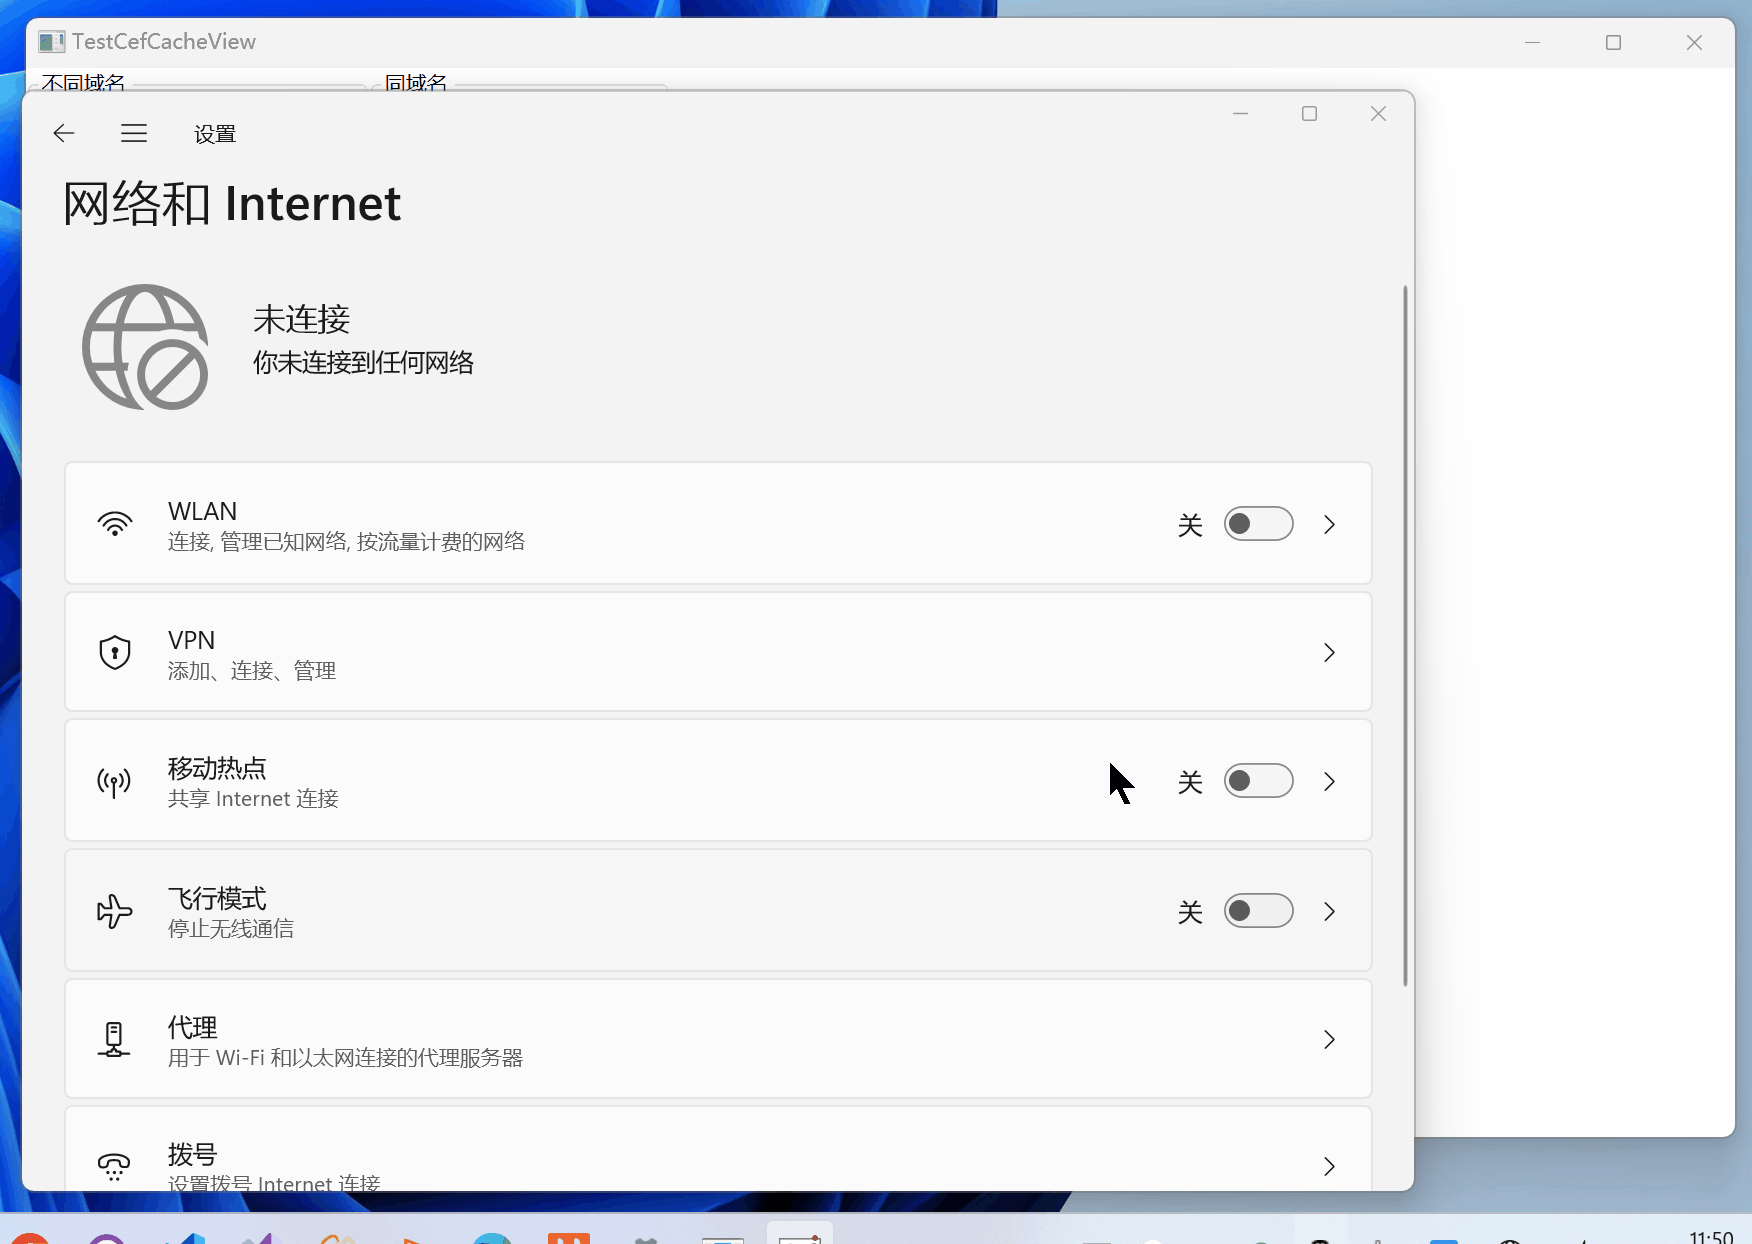 TestCefCacheView
不同域名 同域名
设置
网络和 Internet
未连接
你未连接到任何网络
WLAN
连接, 管理已知网络, 按流量计费的网络
关
VPN
添加、连接、管理
移动热点
共享 Internet 连接
关
飞行模式
停止无线通信
关
代理
用于 Wi-Fi 和以太网连接的代理服务器
拨号
设置拨号 Internet 连接
11:50